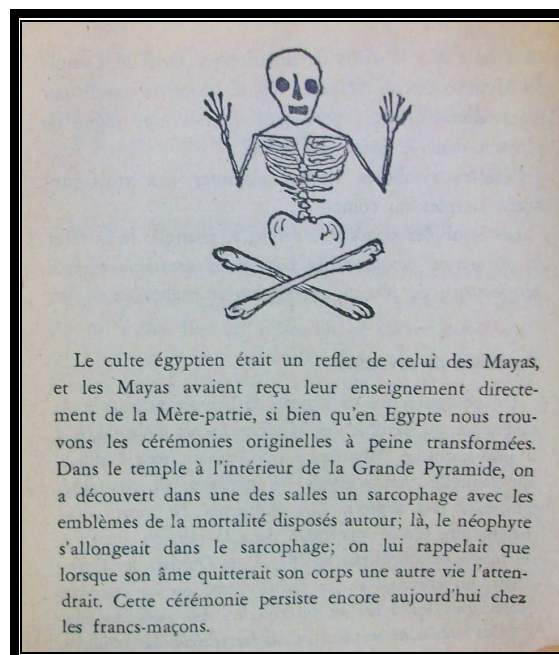 Le culte égyptien était un reflet de celui des Mayas,
et les Mayas avaient reçu leur enseignement directe-
ment de la Mère-patrie, si bien qu'en Egypte nous trou-
vons les cérémonies originelles à peine transformées.
Dans le temple à l'intérieur de la Grande Pyramide, on
a découvert dans une des salles un sarcophage avec les
emblèmes de la mortalité disposés autour; là, le néophyte
s'allongeait dans le sarcophage; on lui rappelait que
lorsque son âme quitterait son corps une autre vie l'atten-
drait. Cette cérémonie persiste encore aujourd'hui chez
les francs-maçons.